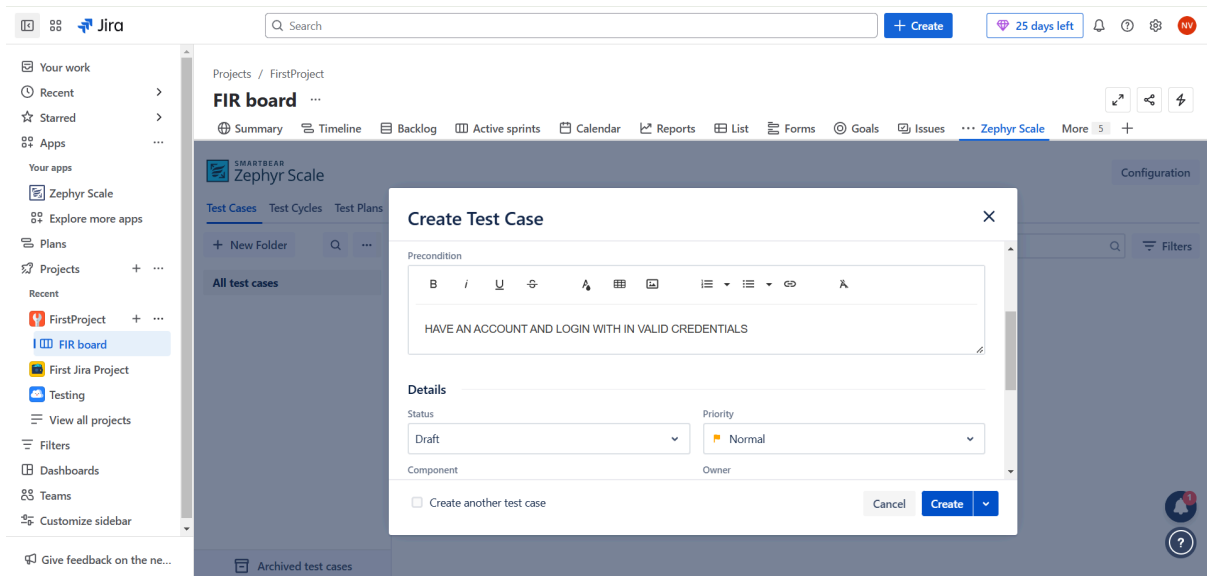 Jira
Search
+ Create
25 days left
NV
Your work
Recent
Starred
Apps
Your apps
Zephyr Scale
Explore more apps
Plans
Projects
Recent
FirstProject
FIR board
First Jira Project
Testing
View all projects
Filters
Dashboards
Teams
Customize sidebar
Give feedback on the ne...
Projects / FirstProject
FIR board
Summary Timeline Backlog Active sprints Calendar Reports List Forms Goals Issues Zephyr Scale More 5
SMARTBEAR
Zephyr Scale
Configuration
Test Cases Test Cycles Test Plans
+ New Folder
Filters
All test cases
Archived test cases
Create Test Case
Precondition
B i U S A
HAVE AN ACCOUNT AND LOGIN WITH IN VALID CREDENTIALS
Details
Status Priority
Draft Normal
Component Owner
Create another test case
Cancel Create
1
?